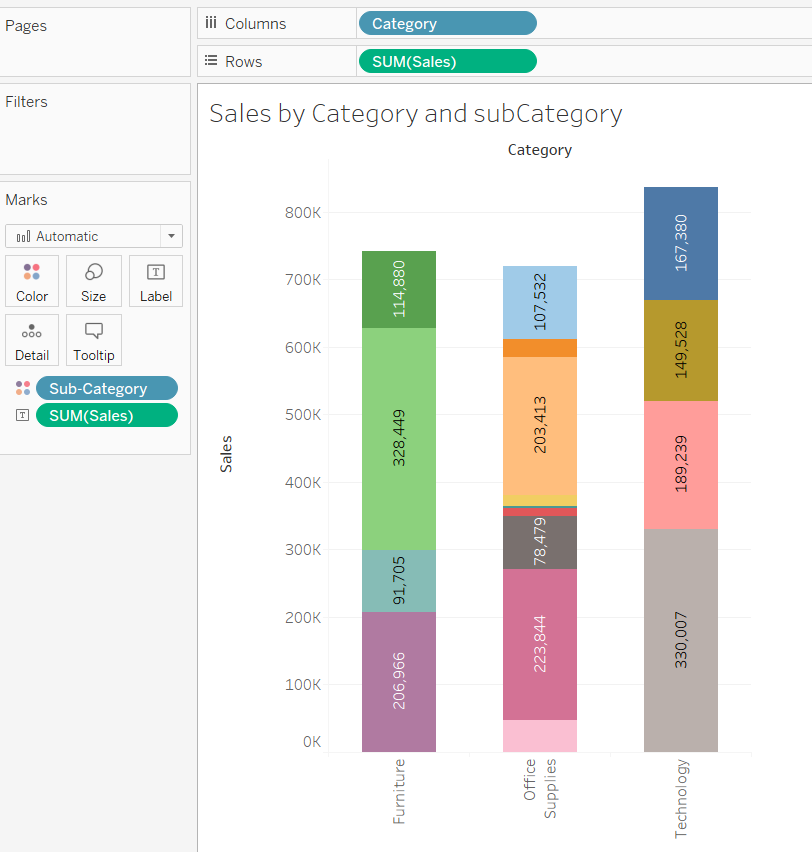 Pages
Columns
Category
Rows
SUM(Sales)
Filters
Marks
Automatic
Color
Size
Label
Detail
Tooltip
Sub-Category
SUM(Sales)
Sales by Category and subCategory
Category
Sales
800K
700K
600K
500K
400K
300K
200K
100K
0K
114,880
328,449
91,705
206,966
107,532
203,413
78,479
223,844
167,380
149,528
189,239
330,007
Furniture
Office
Supplies
Technology